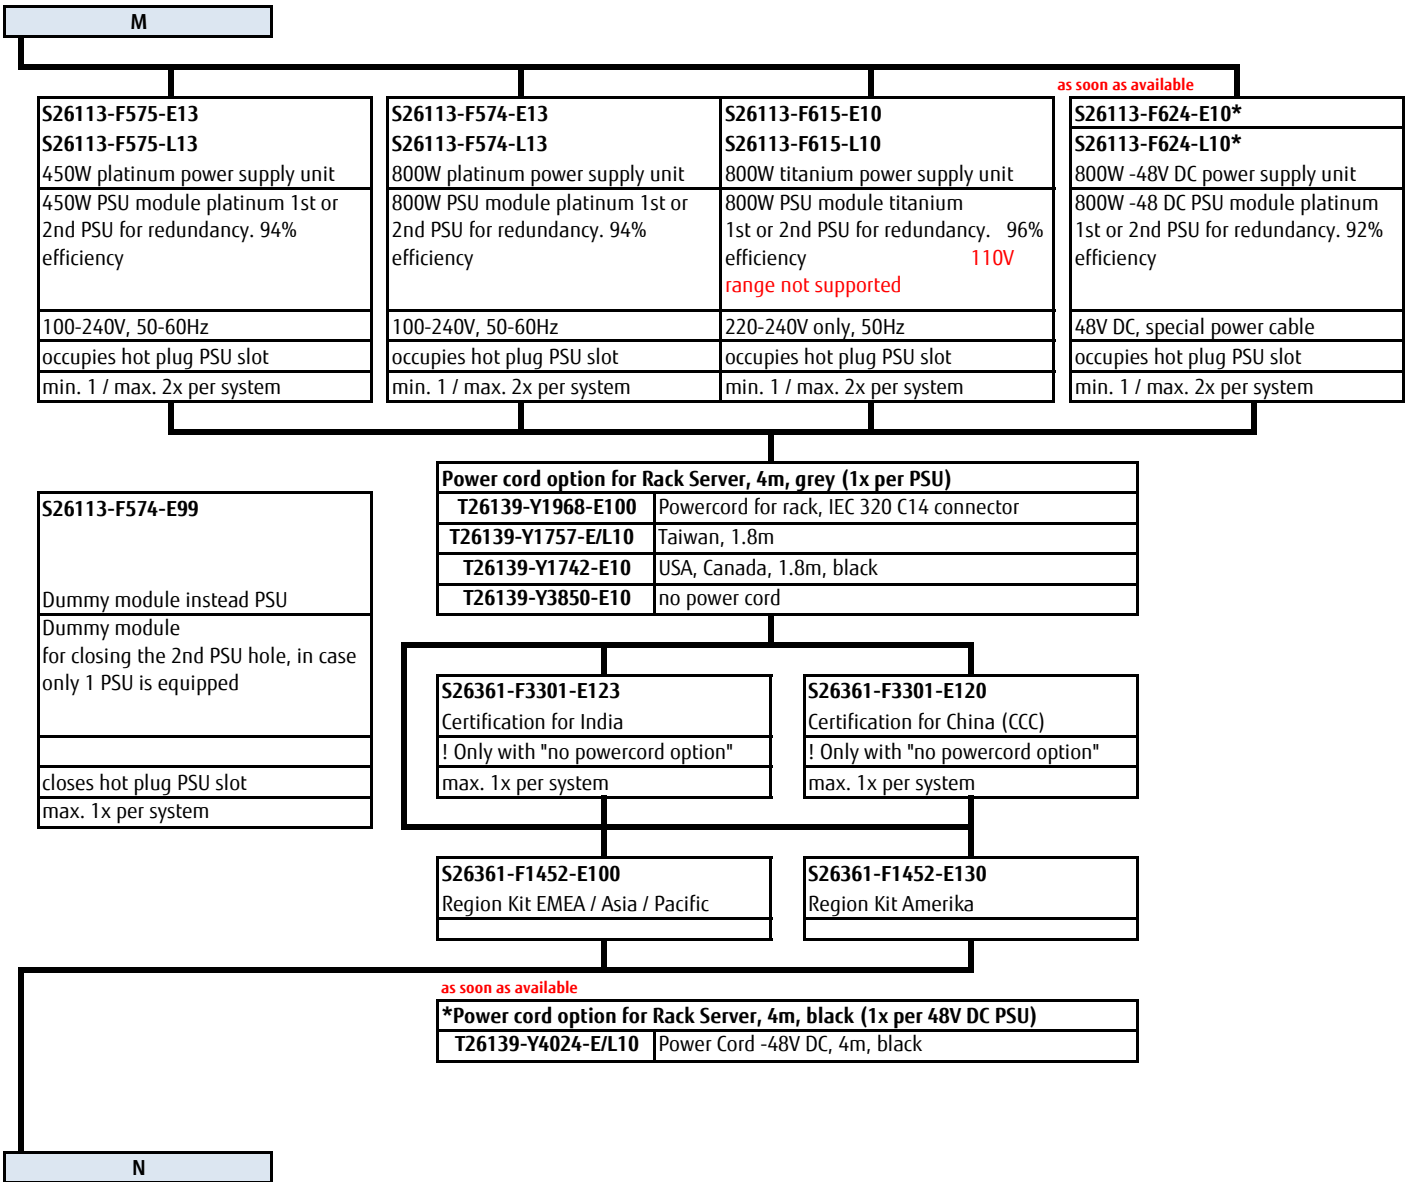 M
as soon as available
S26113-F575-E13
S26113-F575-L13
450W platinum power supply unit
450W PSU module platinum 1st or
2nd PSU for redundancy. 94%
efficiency
100-240V, 50-60Hz
occupies hot plug PSU slot
min. 1 / max. 2x per system
S26113-F574-E13
S26113-F574-L13
800W platinum power supply unit
800W PSU module platinum 1st or
2nd PSU for redundancy. 94%
efficiency
100-240V, 50-60Hz
occupies hot plug PSU slot
min. 1 / max. 2x per system
S26113-F615-E10
S26113-F615-L10
800W titanium power supply unit
800W PSU module titanium
1st or 2nd PSU for redundancy. 96%
efficiency 110V
range not supported
220-240V only, 50Hz
occupies hot plug PSU slot
min. 1 / max. 2x per system
S26113-F624-E10*
S26113-F624-L10*
800W -48V DC power supply unit
800W -48 DC PSU module platinum
1st or 2nd PSU for redundancy. 92%
efficiency
48V DC, special power cable
occupies hot plug PSU slot
min. 1 / max. 2x per system
S26113-F574-E99
Dummy module instead PSU
Dummy module
for closing the 2nd PSU hole, in case
only 1 PSU is equipped
closes hot plug PSU slot
max. 1x per system
Power cord option for Rack Server, 4m, grey (1x per PSU)
T26139-Y1968-E100 Powercord for rack, IEC 320 C14 connector
T26139-Y1757-E/L10 Taiwan, 1.8m
T26139-Y1742-E10 USA, Canada, 1.8m, black
T26139-Y3850-E10 no power cord
S26361-F3301-E123
Certification for India
! Only with "no powercord option"
max. 1x per system
S26361-F3301-E120
Certification for China (CCC)
! Only with "no powercord option"
max. 1x per system
S26361-F1452-E100
Region Kit EMEA / Asia / Pacific
S26361-F1452-E130
Region Kit Amerika
as soon as available
*Power cord option for Rack Server, 4m, black (1x per 48V DC PSU)
T26139-Y4024-E/L10 Power Cord -48V DC, 4m, black
N